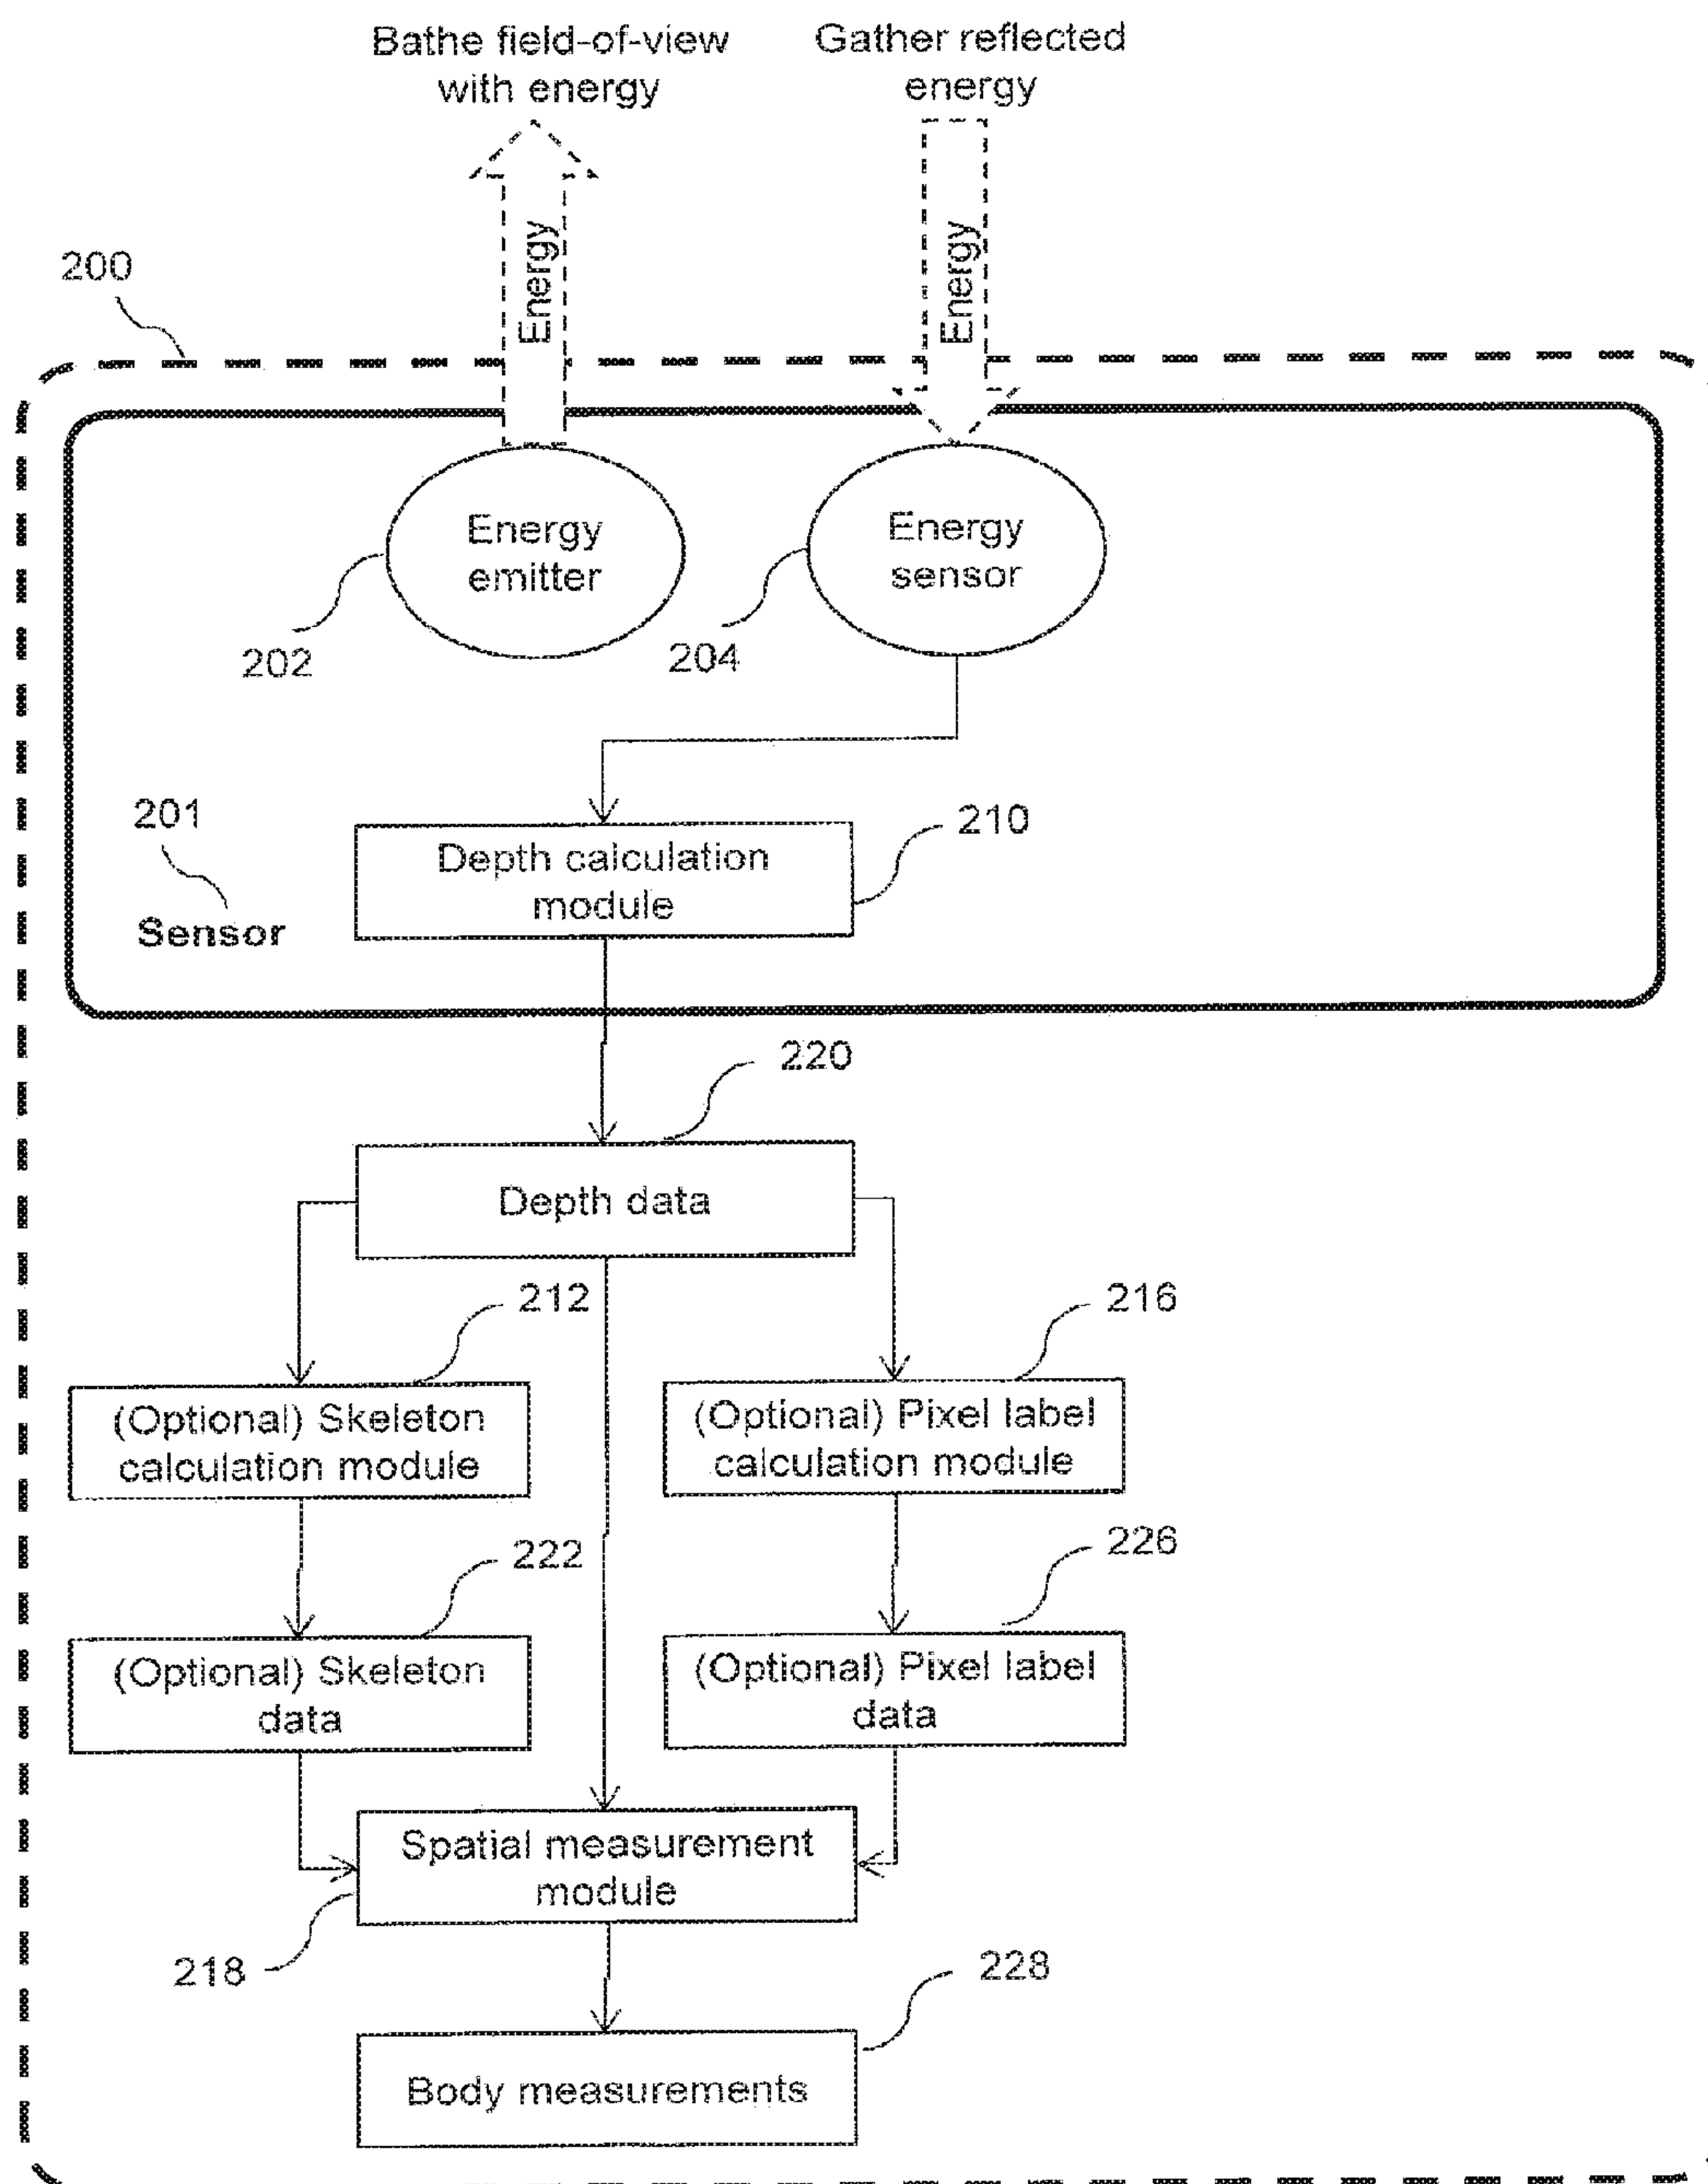 Bathe field-of-view
with energy
Gather reflected
energy
Energy
Energy
200
Energy
emitter
Energy
sensor
202
204
201
Sensor
Depth calculation
module
210
220
Depth data
212
216
(Optional) Skeleton
calculation module
(Optional) Pixel label
calculation module
222
226
(Optional) Skeleton
data
(Optional) Pixel label
data
Spatial measurement
module
218
228
Body measurements